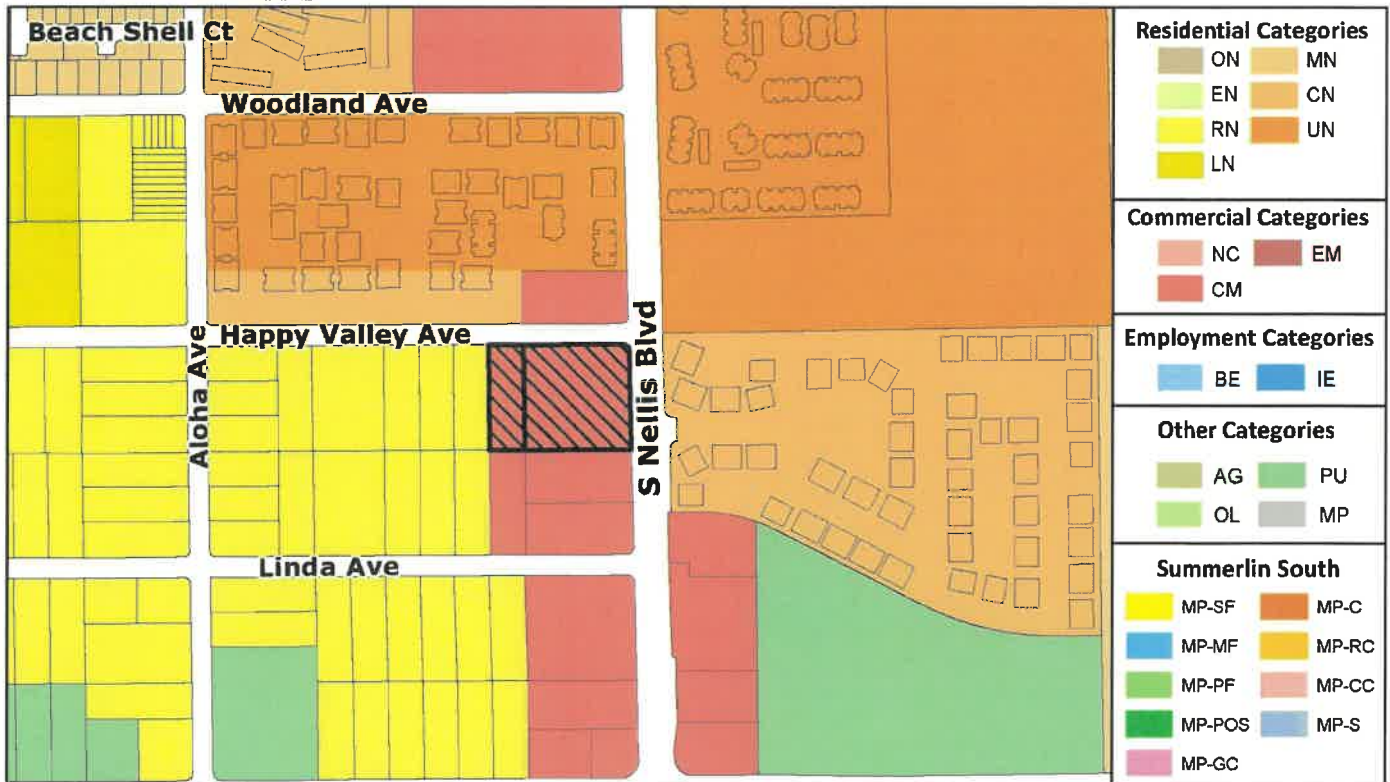 Beach Shell Ct
Woodland Ave
Happy Valley Ave
Aloha Ave
S Nellis Blvd
Linda Ave
Residential Categories
ON MN
EN CN
RN UN
LN
Commercial Categories
NC EM
CM
Employment Categories
BE IE
Other Categories
AG PU
OL MP
Summerlin South
MP-SF MP-C
MP-MF MP-RC
MP-PF MP-CC
MP-POS MP-S
MP-GC